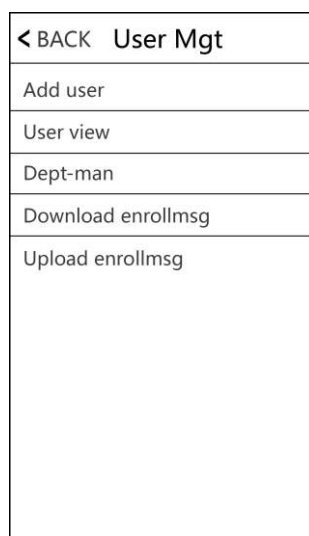 < BACK User Mgt
Add user
User view
Dept-man
Download enrollmsg
Upload enrollmsg